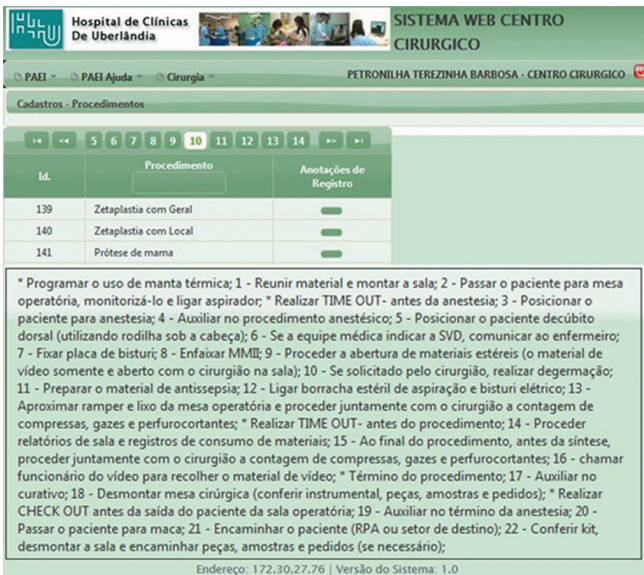 Hospital de Clínicas
De Uberlândia
SISTEMA WEB CENTRO
CIRURGICO
PAEI
PAEI Ajuda
Cirurgia
PETRONILHA TEREZINHA BARBOSA - CENTRO CIRURGICO
Cadastros - Procedimentos
5 6 7 8 9 10 11 12 13 14
Id. Procedimento Anotações de
Registro
139 Zetaplastia com Geral
140 Zetaplastia com Local
141 Prótese de mama
* Programar o uso de manta térmica; 1 - Reunir material e montar a sala; 2 - Passar o paciente para mesa
operatória, monitorizá-lo e ligar aspirador; * Realizar TIME OUT- antes da anestesia; 3 - Posicionar o
paciente para anestesia; 4 - Auxiliar no procedimento anestésico; 5 - Posicionar o paciente decúbito
dorsal (utilizando rodilha sob a cabeça); 6 - Se a equipe médica indicar a SVD, comunicar ao enfermeiro;
7 - Fixar placa de bisturi; 8 - Enfaixar MMII; 9 - Proceder a abertura de materiais estéreis (o material de
vídeo somente e aberto com o cirurgião na sala); 10 - Se solicitado pelo cirurgião, realizar degermação;
11 - Preparar o material de antissepsia; 12 - Ligar borracha estéril de aspiração e bisturi elétrico; 13 -
Aproximar ramper e lixo da mesa operatória e proceder juntamente com o cirurgião a contagem de
compressas, gazes e perfurocortantes; * Realizar TIME OUT- antes do procedimento; 14 - Proceder
relatórios de sala e registros de consumo de materiais; 15 - Ao final do procedimento, antes da síntese,
proceder juntamente com o cirurgião a contagem de compressas, gazes e perfurocortantes; 16 - chamar
funcionário do vídeo para recolher o material de vídeo; * Término do procedimento; 17 - Auxiliar no
curativo; 18 - Desmontar mesa cirúrgica (conferir instrumental, peças, amostras e pedidos); * Realizar
CHECK OUT antes da saída do paciente da sala operatória; 19 - Auxiliar no término da anestesia; 20 -
Passar o paciente para maca; 21 - Encaminhar o paciente (RPA ou setor de destino); 22 - Conferir kit,
desmontar a sala e encaminhar peças, amostras e pedidos (se necessário);
Endereço: 172.30.27.76 | Versão do Sistema: 1.0